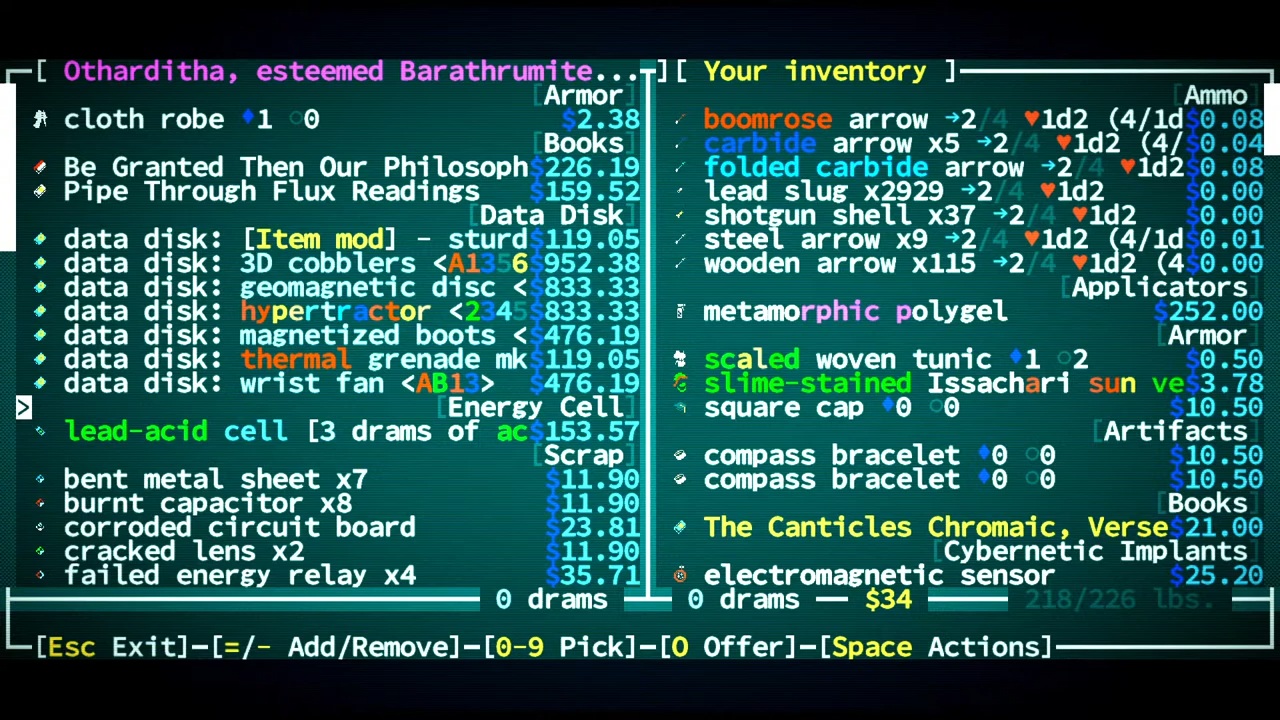 [ Otharditha, esteemed Barathrumite...
[Armor]
cloth robe ♦1 ○0 $2.38
[Books]
Be Granted Then Our Philosoph $226.19
Pipe Through Flux Readings $159.52
[Data Disk]
data disk: [Item mod] - sturd $119.05
data disk: 3D cobblers <A1356 $952.38
data disk: geomagnetic disc < $833.33
data disk: hypertractor <2345 $833.33
data disk: magnetized boots < $476.19
data disk: thermal grenade mk $119.05
data disk: wrist fan <AB13> $476.19
> [Energy Cell]
lead-acid cell [3 drams of ac $153.57
[Scrap]
bent metal sheet x7 $11.90
burnt capacitor x8 $11.90
corroded circuit board $23.81
cracked lens x2 $11.90
failed energy relay x4 $35.71
0 drams
][ Your inventory ]
[Ammo]
boomrose arrow →2/4 ♥1d2 (4/1d $0.08
carbide arrow x5 →2/4 ♥1d2 (4/ $0.04
folded carbide arrow →2/4 ♥1d2 $0.08
lead slug x2929 →2/4 ♥1d2 $0.00
shotgun shell x37 →2/4 ♥1d2 $0.00
steel arrow x9 →2/4 ♥1d2 (4/1d $0.01
wooden arrow x115 →2/4 ♥1d2 (4 $0.00
[Applicators]
metamorphic polygel $252.00
[Armor]
scaled woven tunic ♦1 ○2 $0.50
slime-stained Issachari sun ve $3.78
square cap ♦0 ○0 $10.50
[Artifacts]
compass bracelet ♦0 ○0 $10.50
compass bracelet ♦0 ○0 $10.50
[Books]
The Canticles Chromaic, Verse $21.00
[Cybernetic Implants]
electromagnetic sensor $25.20
0 drams — $34 218/226 lbs.
[Esc Exit]-[=/- Add/Remove]-[0-9 Pick]-[O Offer]-[Space Actions]